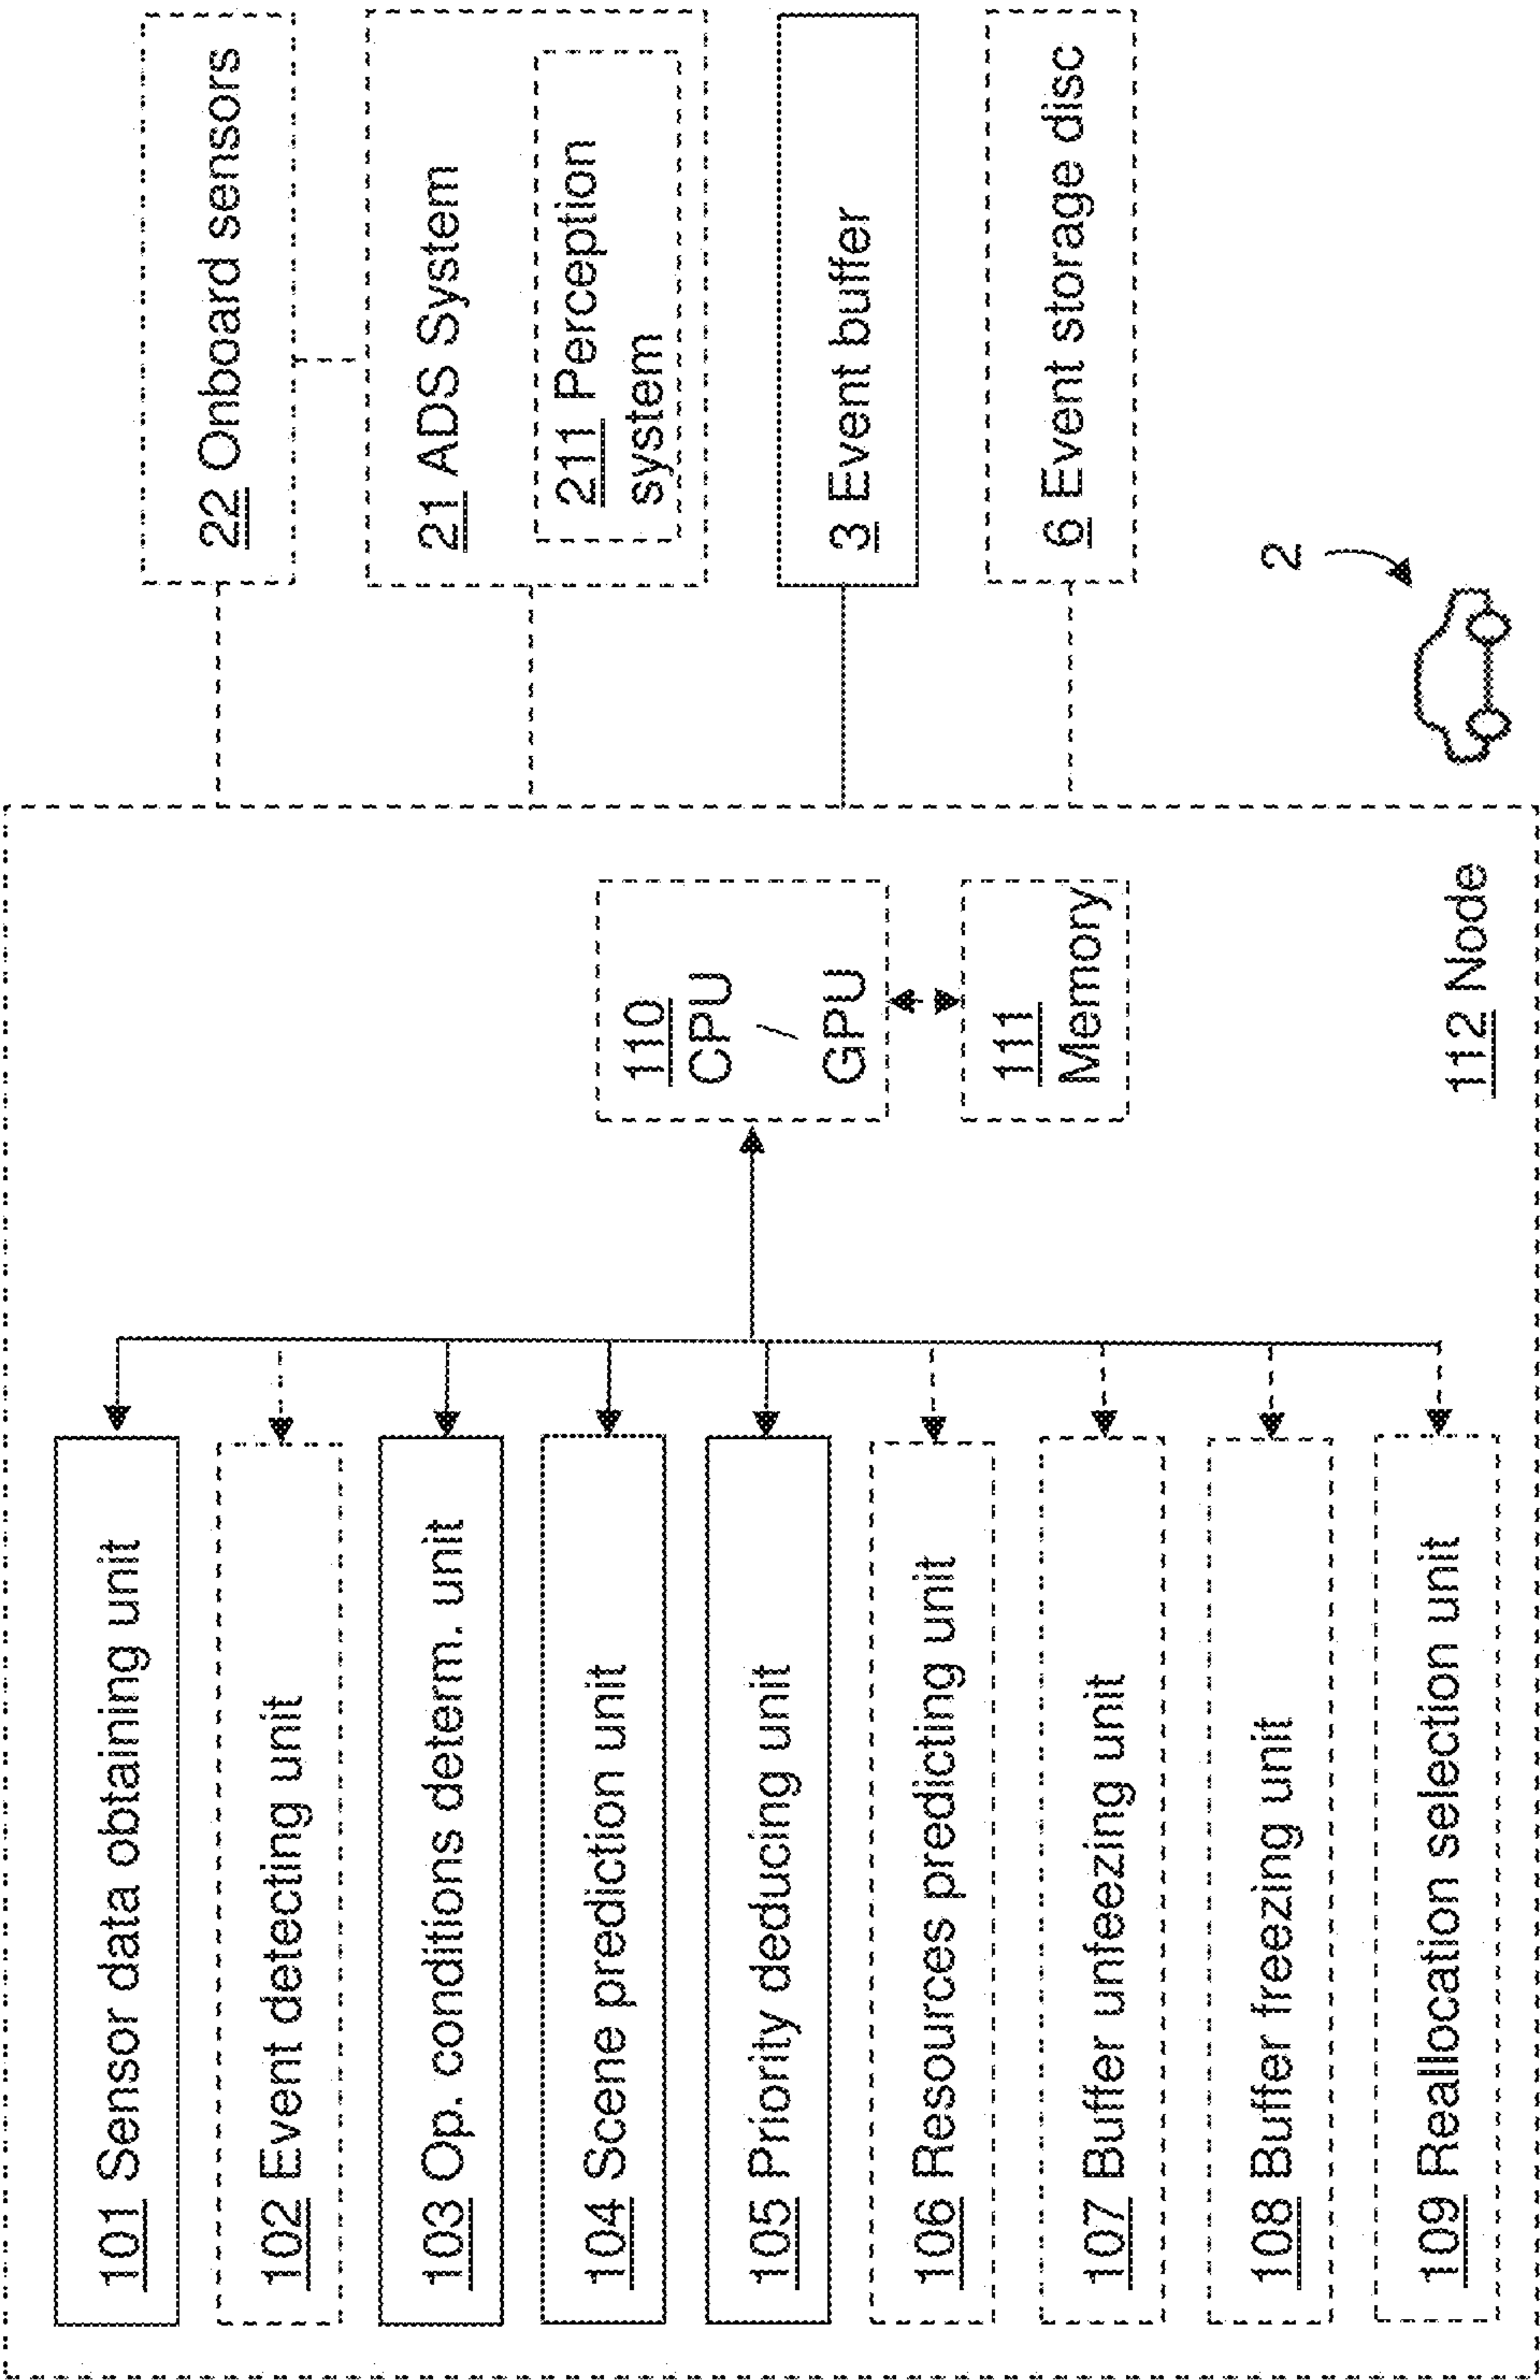 101 Sensor data obtaining unit
102 Event detecting unit
103 Op. conditions determ. unit
104 Scene prediction unit
105 Priority deducing unit
106 Resources predicting unit
107 Buffer unfeezing unit
108 Buffer freezing unit
109 Reallocation selection unit
110
CPU
/
GPU
111
Memory
112 Node
22 Onboard sensors
21 ADS System
211 Perception
system
3 Event buffer
6 Event storage disc
2